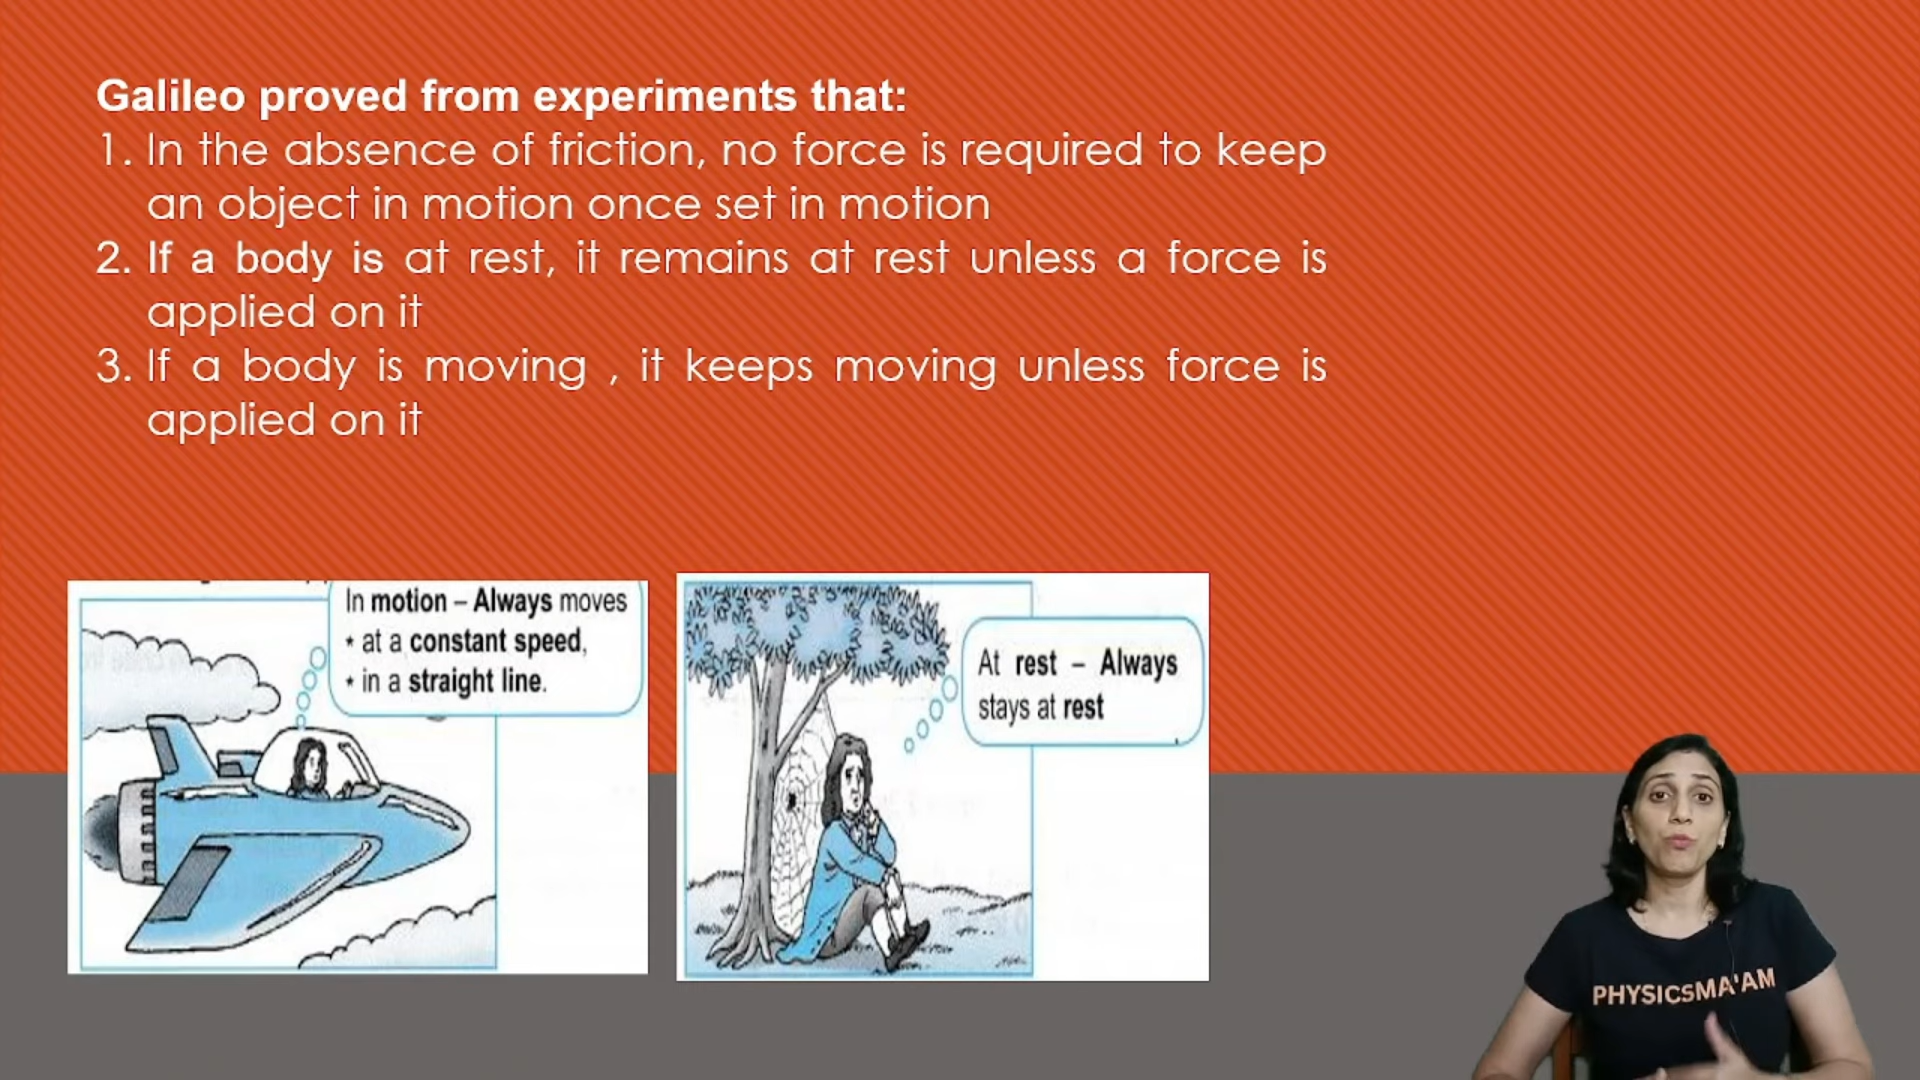 Galileo proved from experiments that:
1. In the absence of friction, no force is required to keep
an object in motion once set in motion
2. If a body is at rest, it remains at rest unless a force is
applied on it
3. If a body is moving , it keeps moving unless force is
applied on it
In motion – Always moves
* at a constant speed,
* in a straight line.
At rest – Always
stays at rest
PHYSICSMA'AM